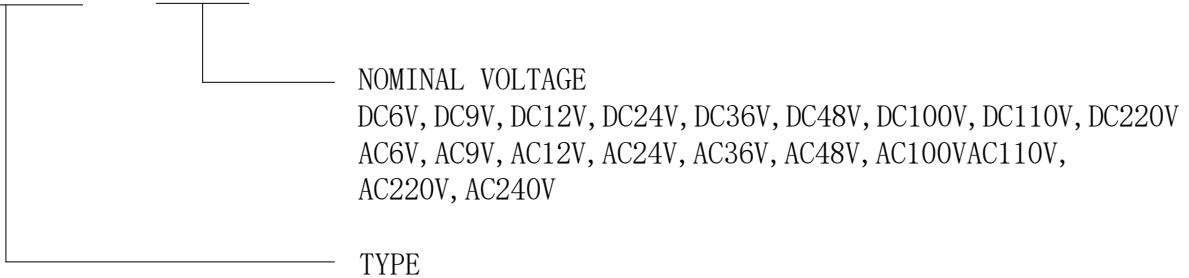 NOMINAL VOLTAGE
DC6V, DC9V, DC12V, DC24V, DC36V, DC48V, DC100V, DC110V, DC220V
AC6V, AC9V, AC12V, AC24V, AC36V, AC48V, AC100VAC110V,
AC220V, AC240V
TYPE